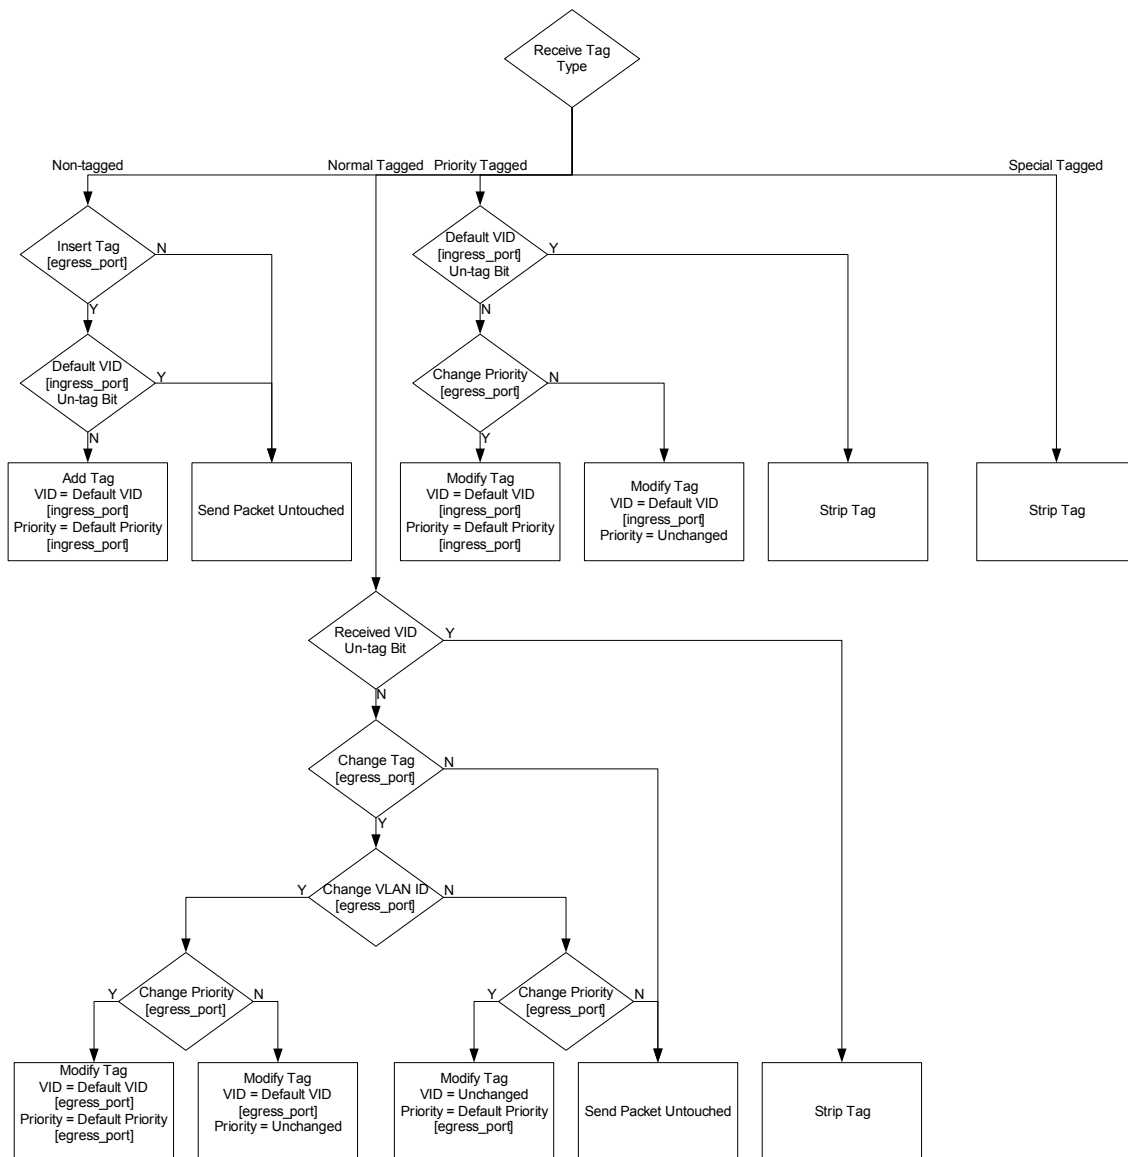 Receive Tag
Type
Non-tagged
Normal Tagged
Priority Tagged
Special Tagged
Insert Tag
[egress_port]
N
Y
Default VID
[ingress_port]
Un-tag Bit
Y
N
Default VID
[ingress_port]
Un-tag Bit
Y
N
Change Priority
[egress_port]
N
Y
Add Tag
VID = Default VID
[ingress_port]
Priority = Default Priority
[ingress_port]
Send Packet Untouched
Modify Tag
VID = Default VID
[ingress_port]
Priority = Default Priority
[ingress_port]
Modify Tag
VID = Default VID
[ingress_port]
Priority = Unchanged
Strip Tag
Strip Tag
Received VID
Un-tag Bit
Y
N
Change Tag
[egress_port]
N
Y
Change VLAN ID
[egress_port]
Y
N
Change Priority
[egress_port]
Y
N
Change Priority
[egress_port]
Y
N
Modify Tag
VID = Default VID
[egress_port]
Priority = Default Priority
[egress_port]
Modify Tag
VID = Default VID
[egress_port]
Priority = Unchanged
Modify Tag
VID = Unchanged
Priority = Default Priority
[egress_port]
Send Packet Untouched
Strip Tag